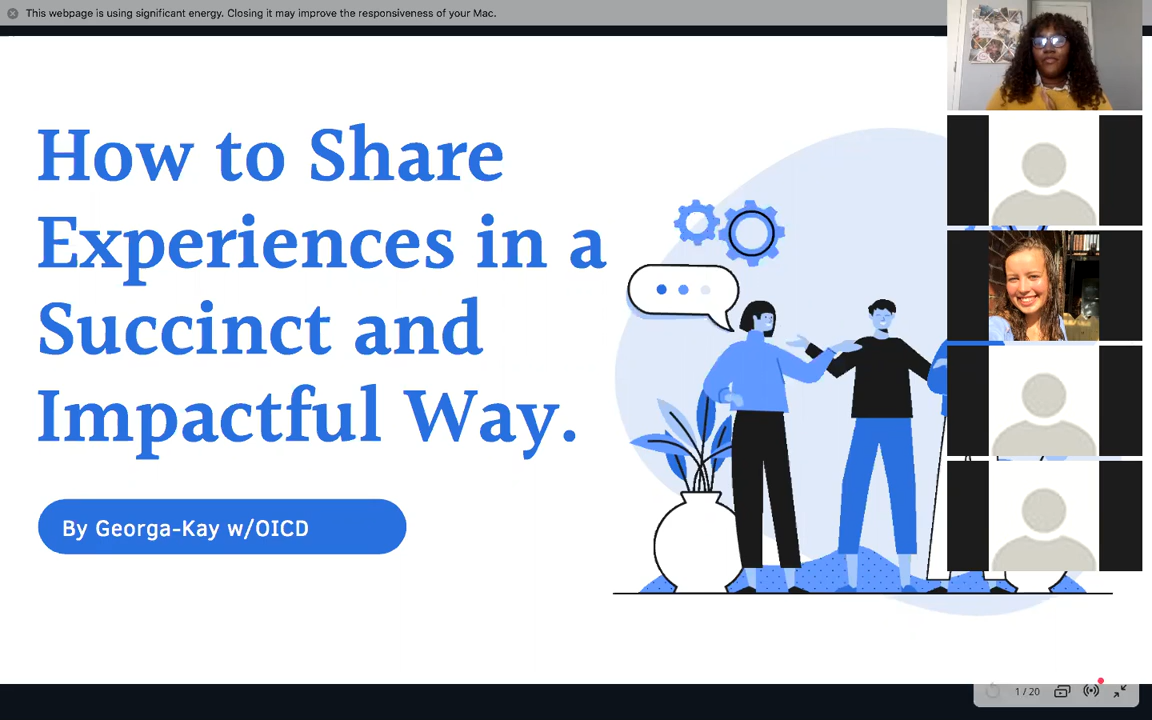 This webpage is using significant energy. Closing it may improve the responsiveness of your Mac.
How to Share
Experiences in a
Succinct and
Impactful Way.
By Georga-Kay w/OICD
1 / 20